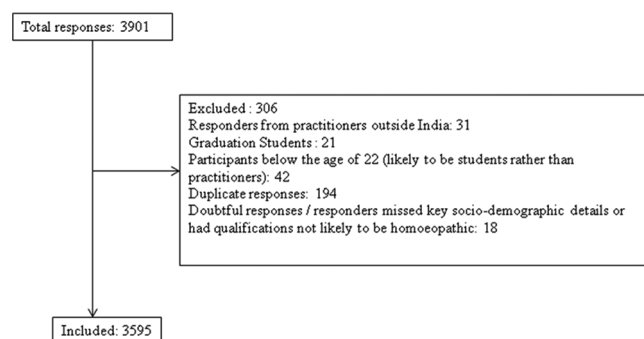 Total responses: 3901
Excluded : 306
Responders from practitioners outside India: 31
Graduation Students : 21
Participants below the age of 22 (likely to be students rather than
practitioners): 42
Duplicate responses: 194
Doubtful responses / responders missed key socio-demographic details or
had qualifications not likely to be homoeopathic: 18
Included: 3595